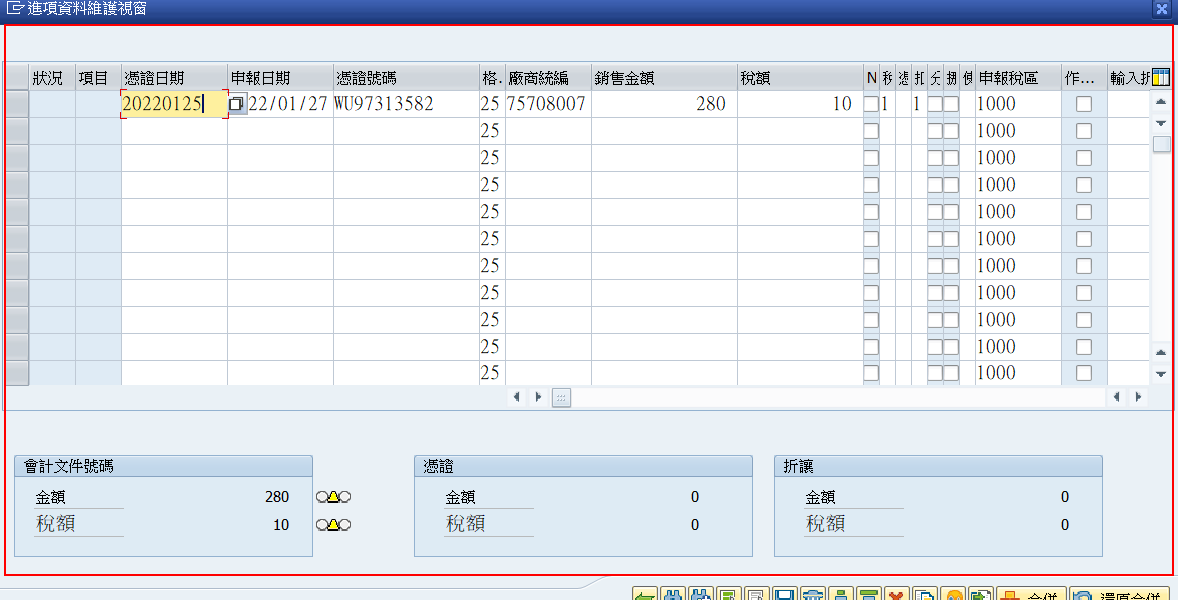 進項資料維護視窗
狀況 項目 憑證日期 申報日期 憑證號碼 格. 廠商統編 銷售金額 稅額 N 稅 憑 扣 分 捆 使 申報稅區 作... 輸入折
20220125 22/01/27 WU97313582 25 75708007 280 10 1 1 1000
25 1000
25 1000
25 1000
25 1000
25 1000
25 1000
25 1000
25 1000
25 1000
25 1000
會計文件號碼 憑證 折讓
金額 280 金額 0 金額 0
稅額 10 稅額 0 稅額 0
合併 還原合併